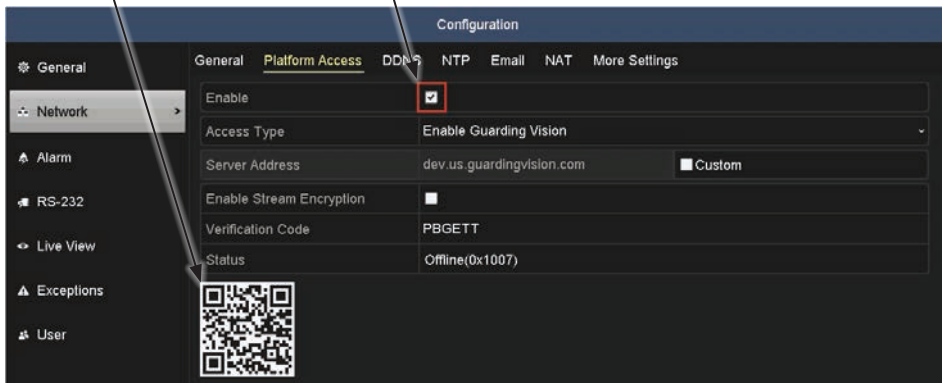 Configuration
General
Network
Alarm
RS-232
Live View
Exceptions
User
General Platform Access DDNS NTP Email NAT More Settings
Enable
Access Type Enable Guarding Vision
Server Address dev.us.guardingvision.com Custom
Enable Stream Encryption
Verification Code PBGETT
Status Offline(0x1007)